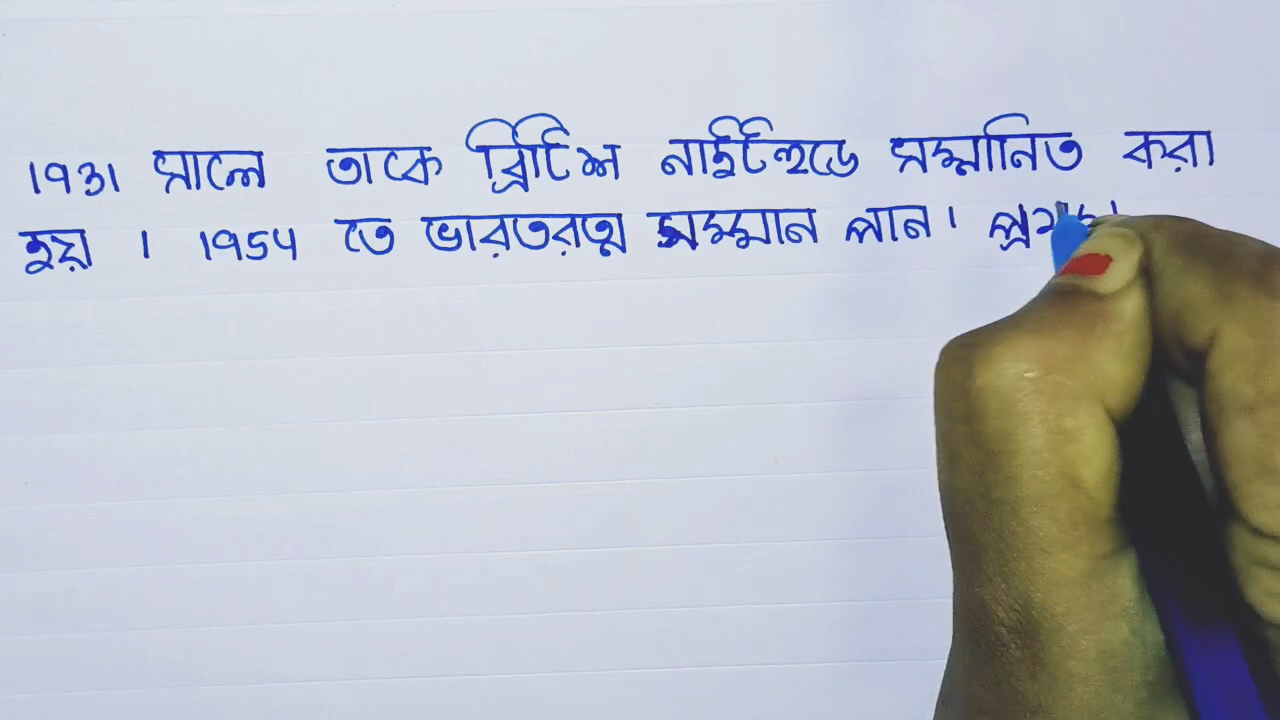 1931 সালে তাকে ব্রিটিশ নাইটহুডে সম্মানিত করা
হয় । 1954 তে ভারতরত্ন সম্মান পান।